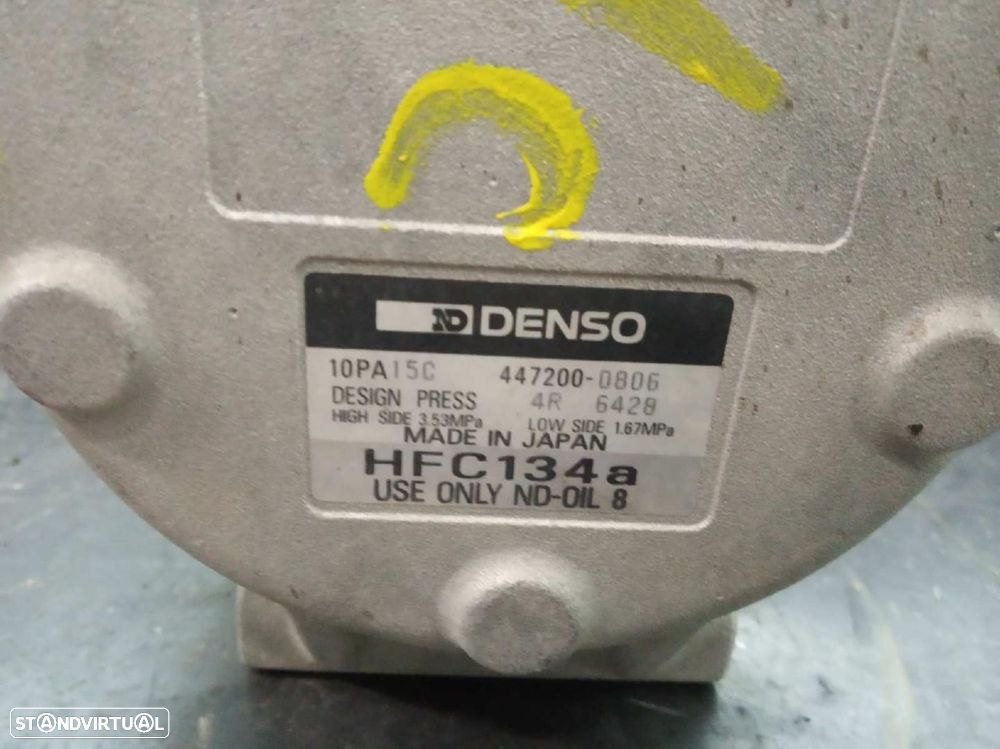 ND DENSO
10PA15C 447200-0806
DESIGN PRESS 4R 6428
HIGH SIDE 3.53MPa LOW SIDE 1.67MPa
MADE IN JAPAN
HFC134a
USE ONLY ND-OIL 8
STANDVIRTUAL